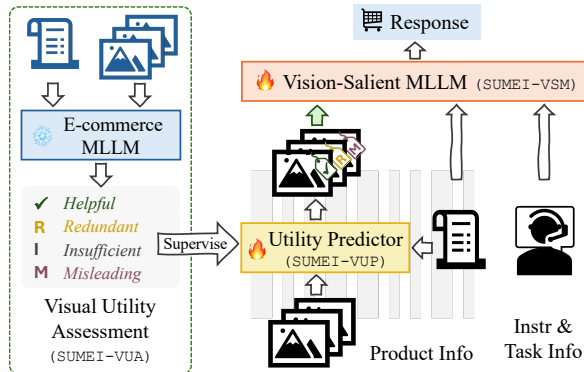 Response
Vision-Salient MLLM (SUMEI-VSM)
E-commerce
MLLM
✓ Helpful
R Redundant
I Insufficient
M Misleading
Visual Utility
Assessment
(SUMEI-VUA)
Supervise
R
M
Utility Predictor
(SUMEI-VUP)
Product Info
Instr &
Task Info